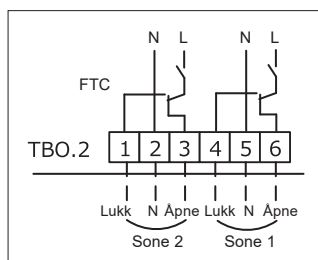 N L N L
FTC
TBO.2 1 2 3 4 5 6
Lukk N Åpne Lukk N Åpne
Sone 2 Sone 1